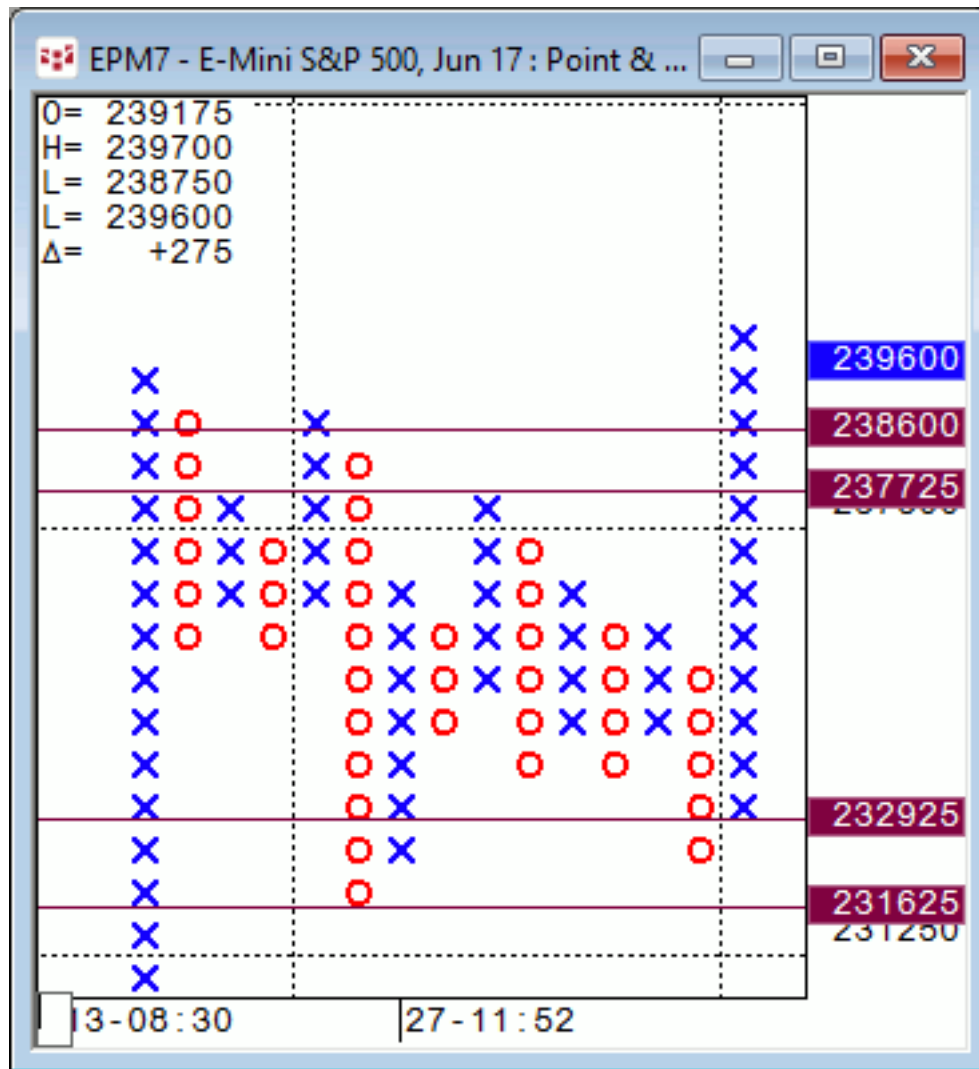 EPM7 - E-Mini S&P 500, Jun 17 : Point & ...
O= 239175
H= 239700
L= 238750
L= 239600
Δ= +275
239600
238600
237725
232925
231625
231250
13-08:30
27-11:52